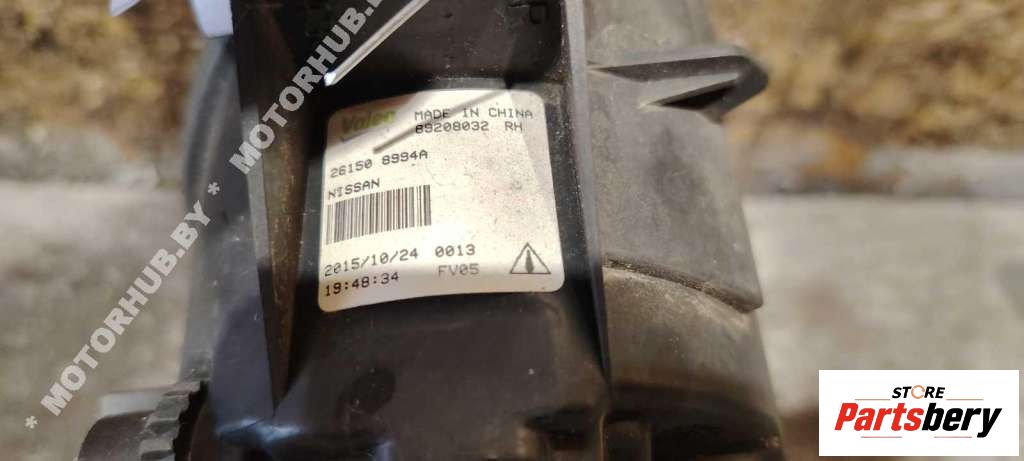 Valeo MADE IN CHINA
89208032 RH
26150 8994A
NISSAN
2015/10/24 0013
19:48:34 FV05
* MOTORHUB.BY * MOTORHUB.BY
STORE
Partsbery